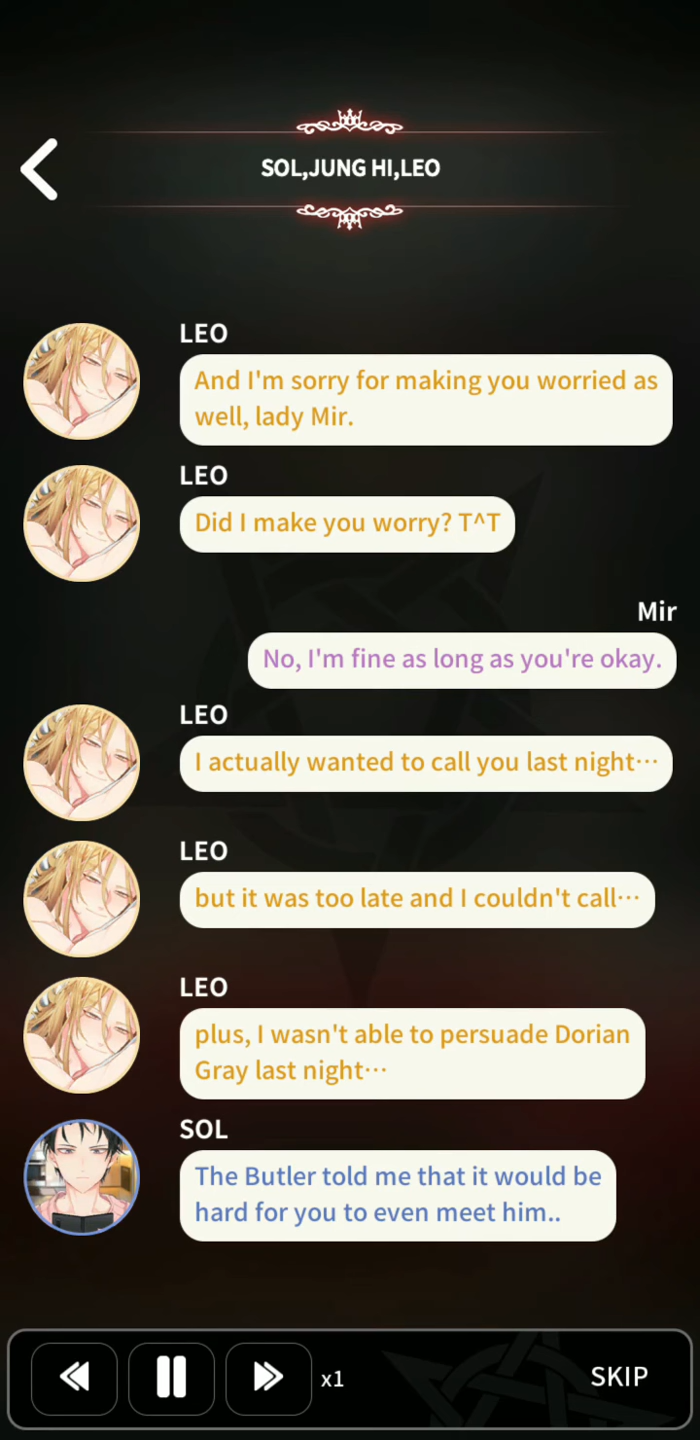 SOL,JUNG HI,LEO
LEO
And I'm sorry for making you worried as
well, lady Mir.
LEO
Did I make you worry? T^T
Mir
No, I'm fine as long as you're okay.
LEO
I actually wanted to call you last night···
LEO
but it was too late and I couldn't call···
LEO
plus, I wasn't able to persuade Dorian
Gray last night···
SOL
The Butler told me that it would be
hard for you to even meet him..
x1
SKIP